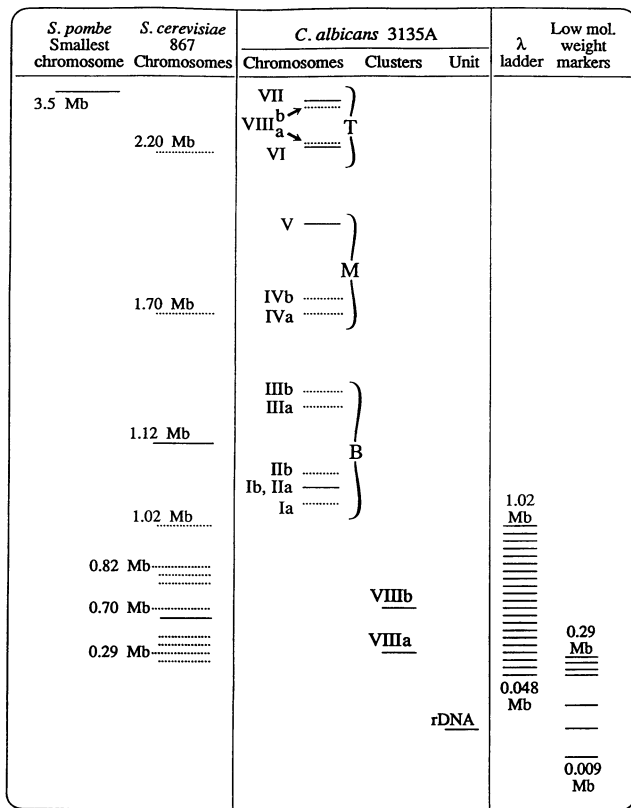 S. pombe
Smallest
chromosome
S. cerevisiae
867
Chromosomes
C. albicans 3135A
Chromosomes
Clusters
Unit
λ
ladder
Low mol.
weight
markers
3.5 Mb
2.20 Mb
1.70 Mb
1.12 Mb
1.02 Mb
0.82 Mb
0.70 Mb
0.29 Mb
VII
VIII b
a
VI
T
V
M
IVb
IVa
IIIb
IIIa
B
IIb
Ib, IIa
Ia
VIIIb
VIIIa
rDNA
1.02
Mb
0.048
Mb
0.29
Mb
0.009
Mb